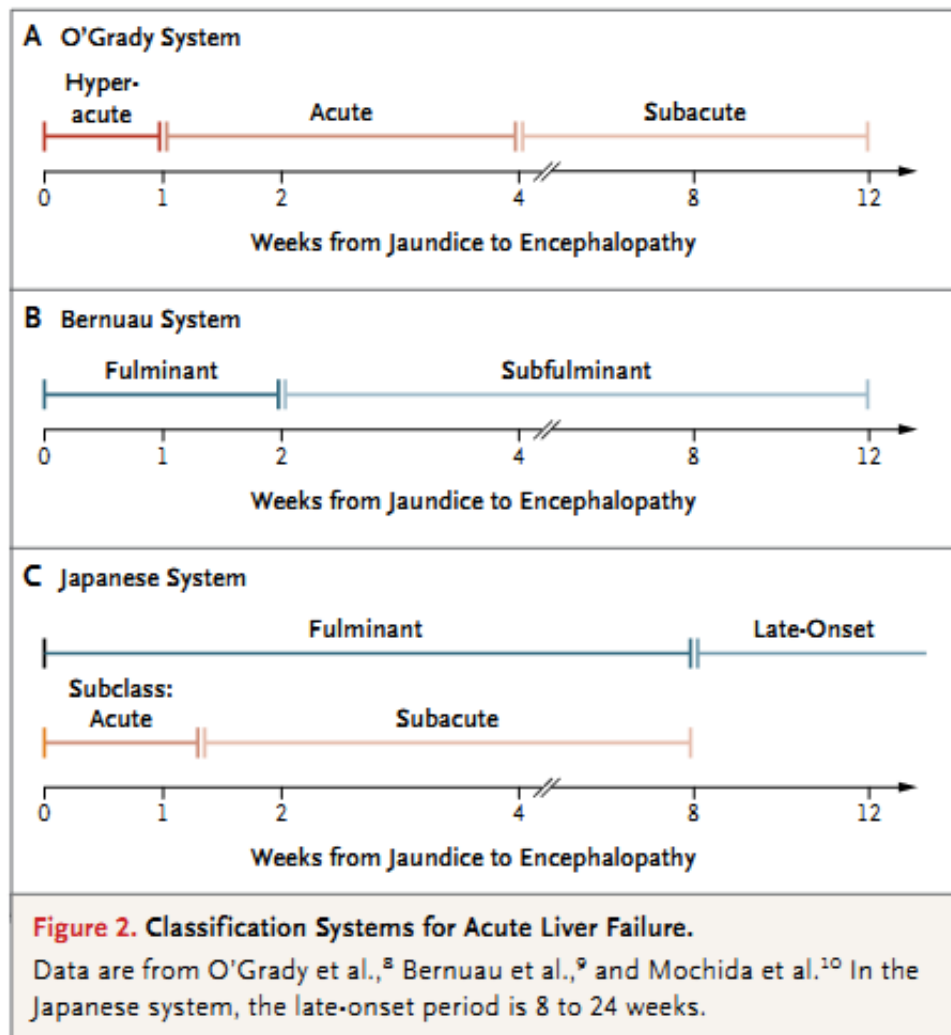 A O'Grady System
Hyper-
acute
Acute
Subacute
0 1 2 4 8 12
Weeks from Jaundice to Encephalopathy
B Bernuau System
Fulminant
Subfulminant
0 1 2 4 8 12
Weeks from Jaundice to Encephalopathy
C Japanese System
Fulminant
Late-Onset
Subclass:
Acute
Subacute
0 1 2 4 8 12
Weeks from Jaundice to Encephalopathy
Figure 2. Classification Systems for Acute Liver Failure.
Data are from O'Grady et al.,⁸ Bernuau et al.,⁹ and Mochida et al.¹⁰ In the
Japanese system, the late-onset period is 8 to 24 weeks.